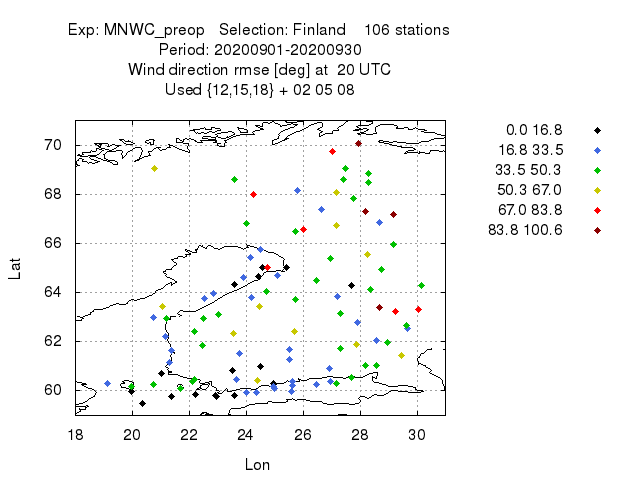 Exp: MNWC_preop Selection: Finland 106 stations
Period: 20200901-20200930
Wind direction rmse [deg] at 20 UTC
Used {12,15,18} + 02 05 08
0.0 16.8
16.8 33.5
33.5 50.3
50.3 67.0
67.0 83.8
83.8 100.6
70
68
66
64
62
60
Lat
18 20 22 24 26 28 30
Lon